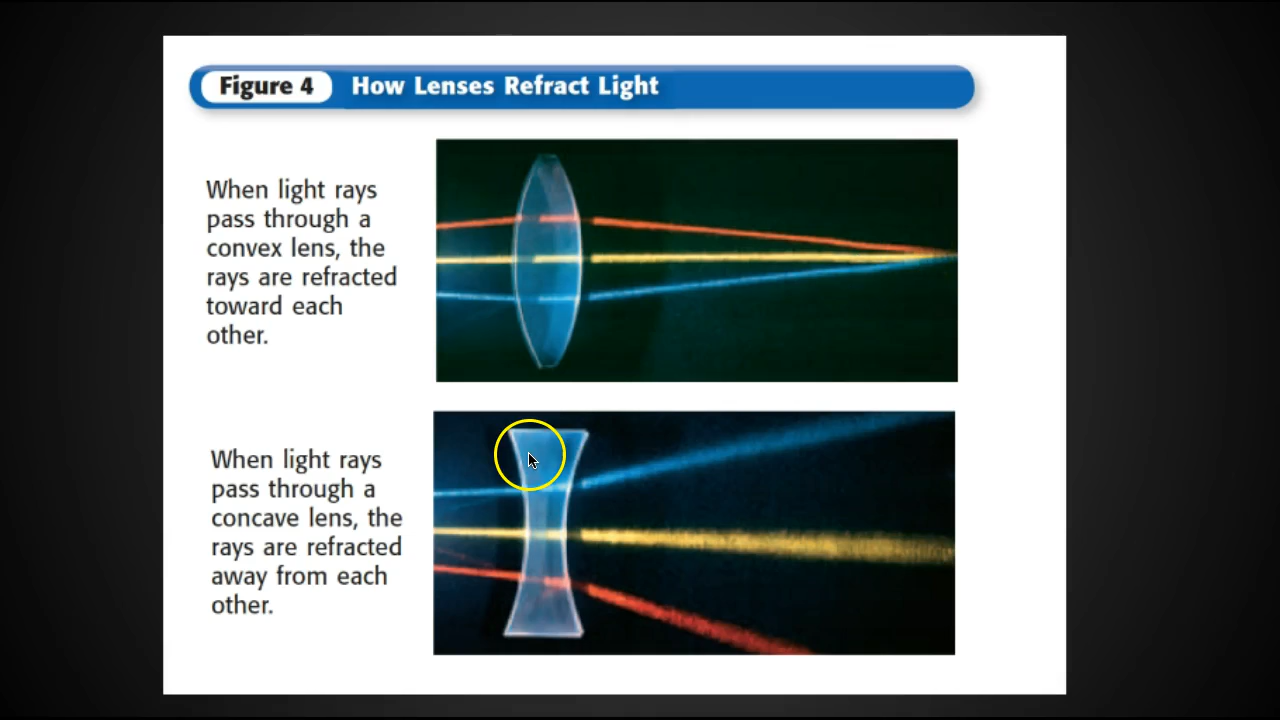 Figure 4 How Lenses Refract Light
When light rays
pass through a
convex lens, the
rays are refracted
toward each
other.
When light rays
pass through a
concave lens, the
rays are refracted
away from each
other.